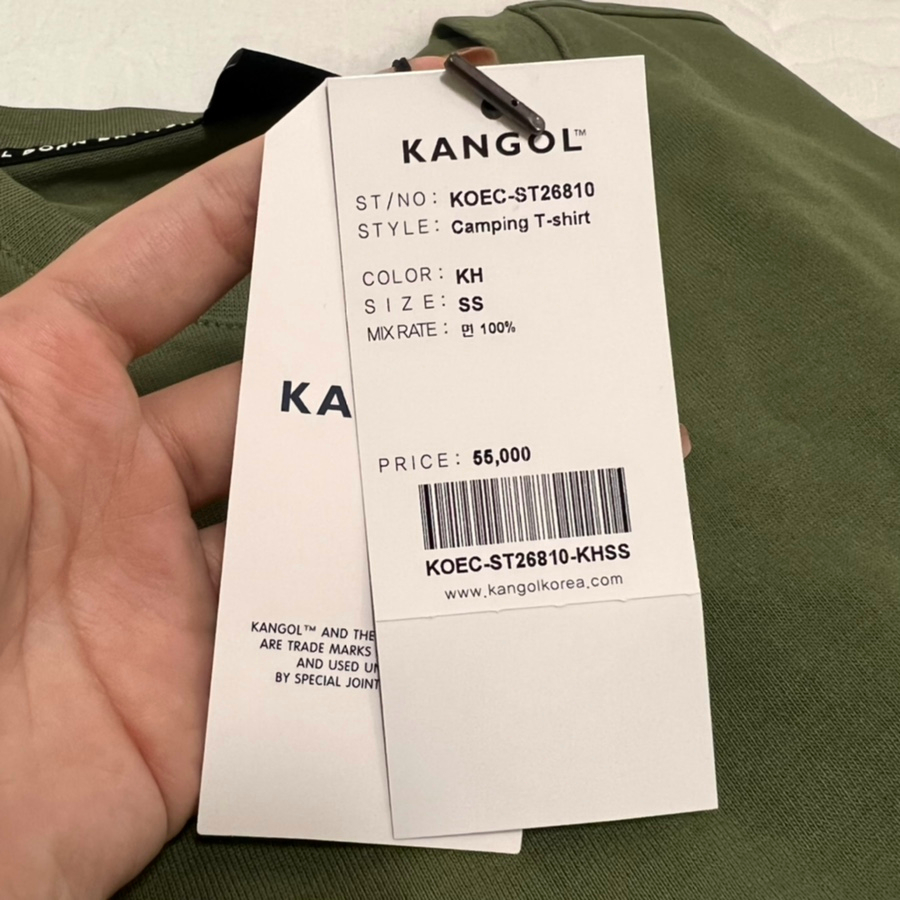 KANGOL™
ST/NO: KOEC-ST26810
STYLE: Camping T-shirt
COLOR: KH
SIZE: SS
MIX RATE: 면 100%
PRICE: 55,000
KOEC-ST26810-KHSS
www.kangolkorea.com
KA
KANGOL™ AND THE
ARE TRADE MARKS
AND USED
BY SPECIAL JOINT
BORN